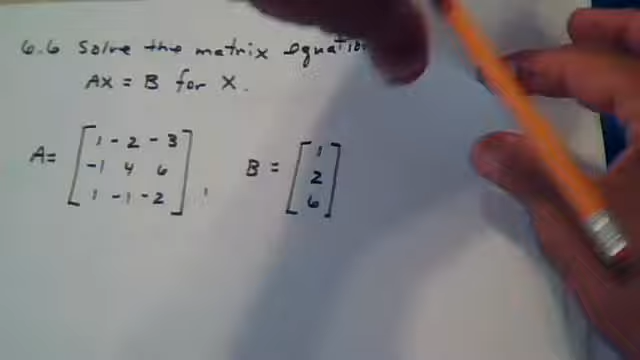 6.6 Solve the matrix equation
AX = B for X.
A = [ 1 -2 -3
-1 4 6
1 -1 -2 ] , B = [ 1
2
6 ]